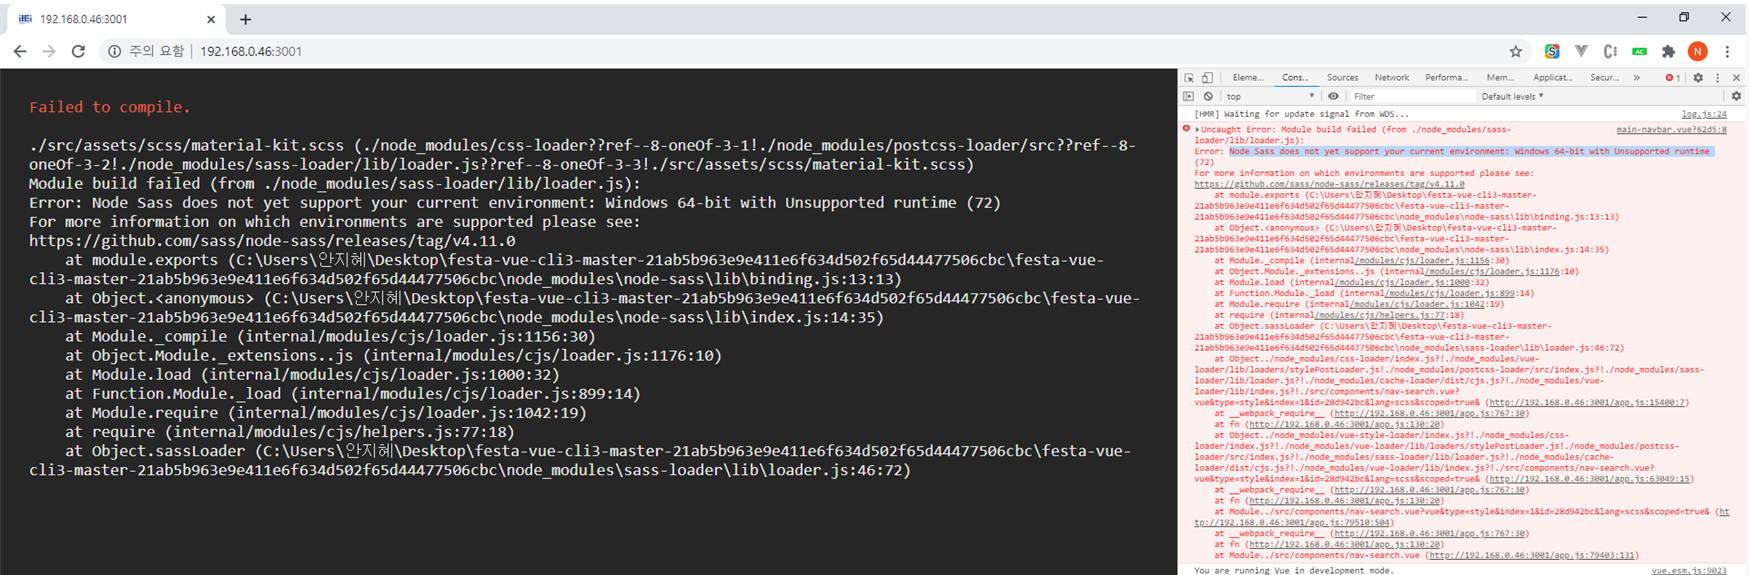 192.168.0.46:3001
주의 요함
192.168.0.46:3001
N
Failed to compile.
./src/assets/scss/material-kit.scss (./node_modules/css-loader??ref--8-oneOf-3-1!./node_modules/postcss-loader/src??ref--8-
oneOf-3-2!./node_modules/sass-loader/lib/loader.js??ref--8-oneOf-3-3!./src/assets/scss/material-kit.scss)
Module build failed (from ./node_modules/sass-loader/lib/loader.js):
Error: Node Sass does not yet support your current environment: Windows 64-bit with Unsupported runtime (72)
For more information on which environments are supported please see:
https://github.com/sass/node-sass/releases/tag/v4.11.0
at module.exports (C:\Users\안지혜\Desktop\festa-vue-cli3-master-21ab5b963e9e411e6f634d502f65d44477506cbc\festa-vue-
cli3-master-21ab5b963e9e411e6f634d502f65d44477506cbc\node_modules\node-sass\lib\binding.js:13:13)
at Object.<anonymous> (C:\Users\안지혜\Desktop\festa-vue-cli3-master-21ab5b963e9e411e6f634d502f65d44477506cbc\festa-vue-
cli3-master-21ab5b963e9e411e6f634d502f65d44477506cbc\node_modules\node-sass\lib\index.js:14:35)
at Module._compile (internal/modules/cjs/loader.js:1156:30)
at Object.Module._extensions..js (internal/modules/cjs/loader.js:1176:10)
at Module.load (internal/modules/cjs/loader.js:1000:32)
at Function.Module._load (internal/modules/cjs/loader.js:899:14)
at Module.require (internal/modules/cjs/loader.js:1042:19)
at require (internal/modules/cjs/helpers.js:77:18)
at Object.sassLoader (C:\Users\안지혜\Desktop\festa-vue-cli3-master-21ab5b963e9e411e6f634d502f65d44477506cbc\festa-vue-
cli3-master-21ab5b963e9e411e6f634d502f65d44477506cbc\node_modules\sass-loader\lib\loader.js:46:72)
Eleme... Cons... Sources Network Performa... Mem... Applicat... Secur... » 1
top Filter Default levels
[HMR] Waiting for update signal from WDS... log.js:24
Uncaught Error: Module build failed (from ./node_modules/sass- main-navbar.vue?62d5:8
loader/lib/loader.js):
Error: Node Sass does not yet support your current environment: Windows 64-bit with Unsupported runtime
(72)
For more information on which environments are supported please see:
https://github.com/sass/node-sass/releases/tag/v4.11.0
at module.exports (C:\Users\안지혜\Desktop\festa-vue-cli3-master-
21ab5b963e9e411e6f634d502f65d44477506cbc\festa-vue-cli3-master-
21ab5b963e9e411e6f634d502f65d44477506cbc\node_modules\node-sass\lib\binding.js:13:13)
at Object.<anonymous> (C:\Users\안지혜\Desktop\festa-vue-cli3-master-
21ab5b963e9e411e6f634d502f65d44477506cbc\festa-vue-cli3-master-
21ab5b963e9e411e6f634d502f65d44477506cbc\node_modules\node-sass\lib\index.js:14:35)
at Module._compile (internal/modules/cjs/loader.js:1156:30)
at Object.Module._extensions..js (internal/modules/cjs/loader.js:1176:10)
at Module.load (internal/modules/cjs/loader.js:1000:32)
at Function.Module._load (internal/modules/cjs/loader.js:899:14)
at Module.require (internal/modules/cjs/loader.js:1042:19)
at require (internal/modules/cjs/helpers.js:77:18)
at Object.sassLoader (C:\Users\안지혜\Desktop\festa-vue-cli3-master-
21ab5b963e9e411e6f634d502f65d44477506cbc\festa-vue-cli3-master-
21ab5b963e9e411e6f634d502f65d44477506cbc\node_modules\sass-loader\lib\loader.js:46:72)
at Object../node_modules/css-loader/index.js?!./node_modules/vue-
loader/lib/loaders/stylePostLoader.js!./node_modules/postcss-loader/src/index.js?!./node_modules/sass-
loader/lib/loader.js?!./node_modules/cache-loader/dist/cjs.js?!./node_modules/vue-
loader/lib/index.js?!./src/components/nav-search.vue?
vue&type=style&index=1&id=28d942bc&lang=scss&scoped=true& (http://192.168.0.46:3001/app.js:15400:7)
at __webpack_require__ (http://192.168.0.46:3001/app.js:767:30)
at fn (http://192.168.0.46:3001/app.js:130:20)
at Object../node_modules/vue-style-loader/index.js?!./node_modules/css-
loader/index.js?!./node_modules/vue-loader/lib/loaders/stylePostLoader.js!./node_modules/postcss-
loader/src/index.js?!./node_modules/sass-loader/lib/loader.js?!./node_modules/cache-
loader/dist/cjs.js?!./node_modules/vue-loader/lib/index.js?!./src/components/nav-search.vue?
vue&type=style&index=1&id=28d942bc&lang=scss&scoped=true& (http://192.168.0.46:3001/app.js:63049:15)
at __webpack_require__ (http://192.168.0.46:3001/app.js:767:30)
at fn (http://192.168.0.46:3001/app.js:130:20)
at Module../src/components/nav-search.vue?vue&type=style&index=1&id=28d942bc&lang=scss&scoped=true& (ht
tp://192.168.0.46:3001/app.js:79510:504)
at __webpack_require__ (http://192.168.0.46:3001/app.js:767:30)
at fn (http://192.168.0.46:3001/app.js:130:20)
at Module../src/components/nav-search.vue (http://192.168.0.46:3001/app.js:79403:131)
You are running Vue in development mode. vue.esm.js:9023